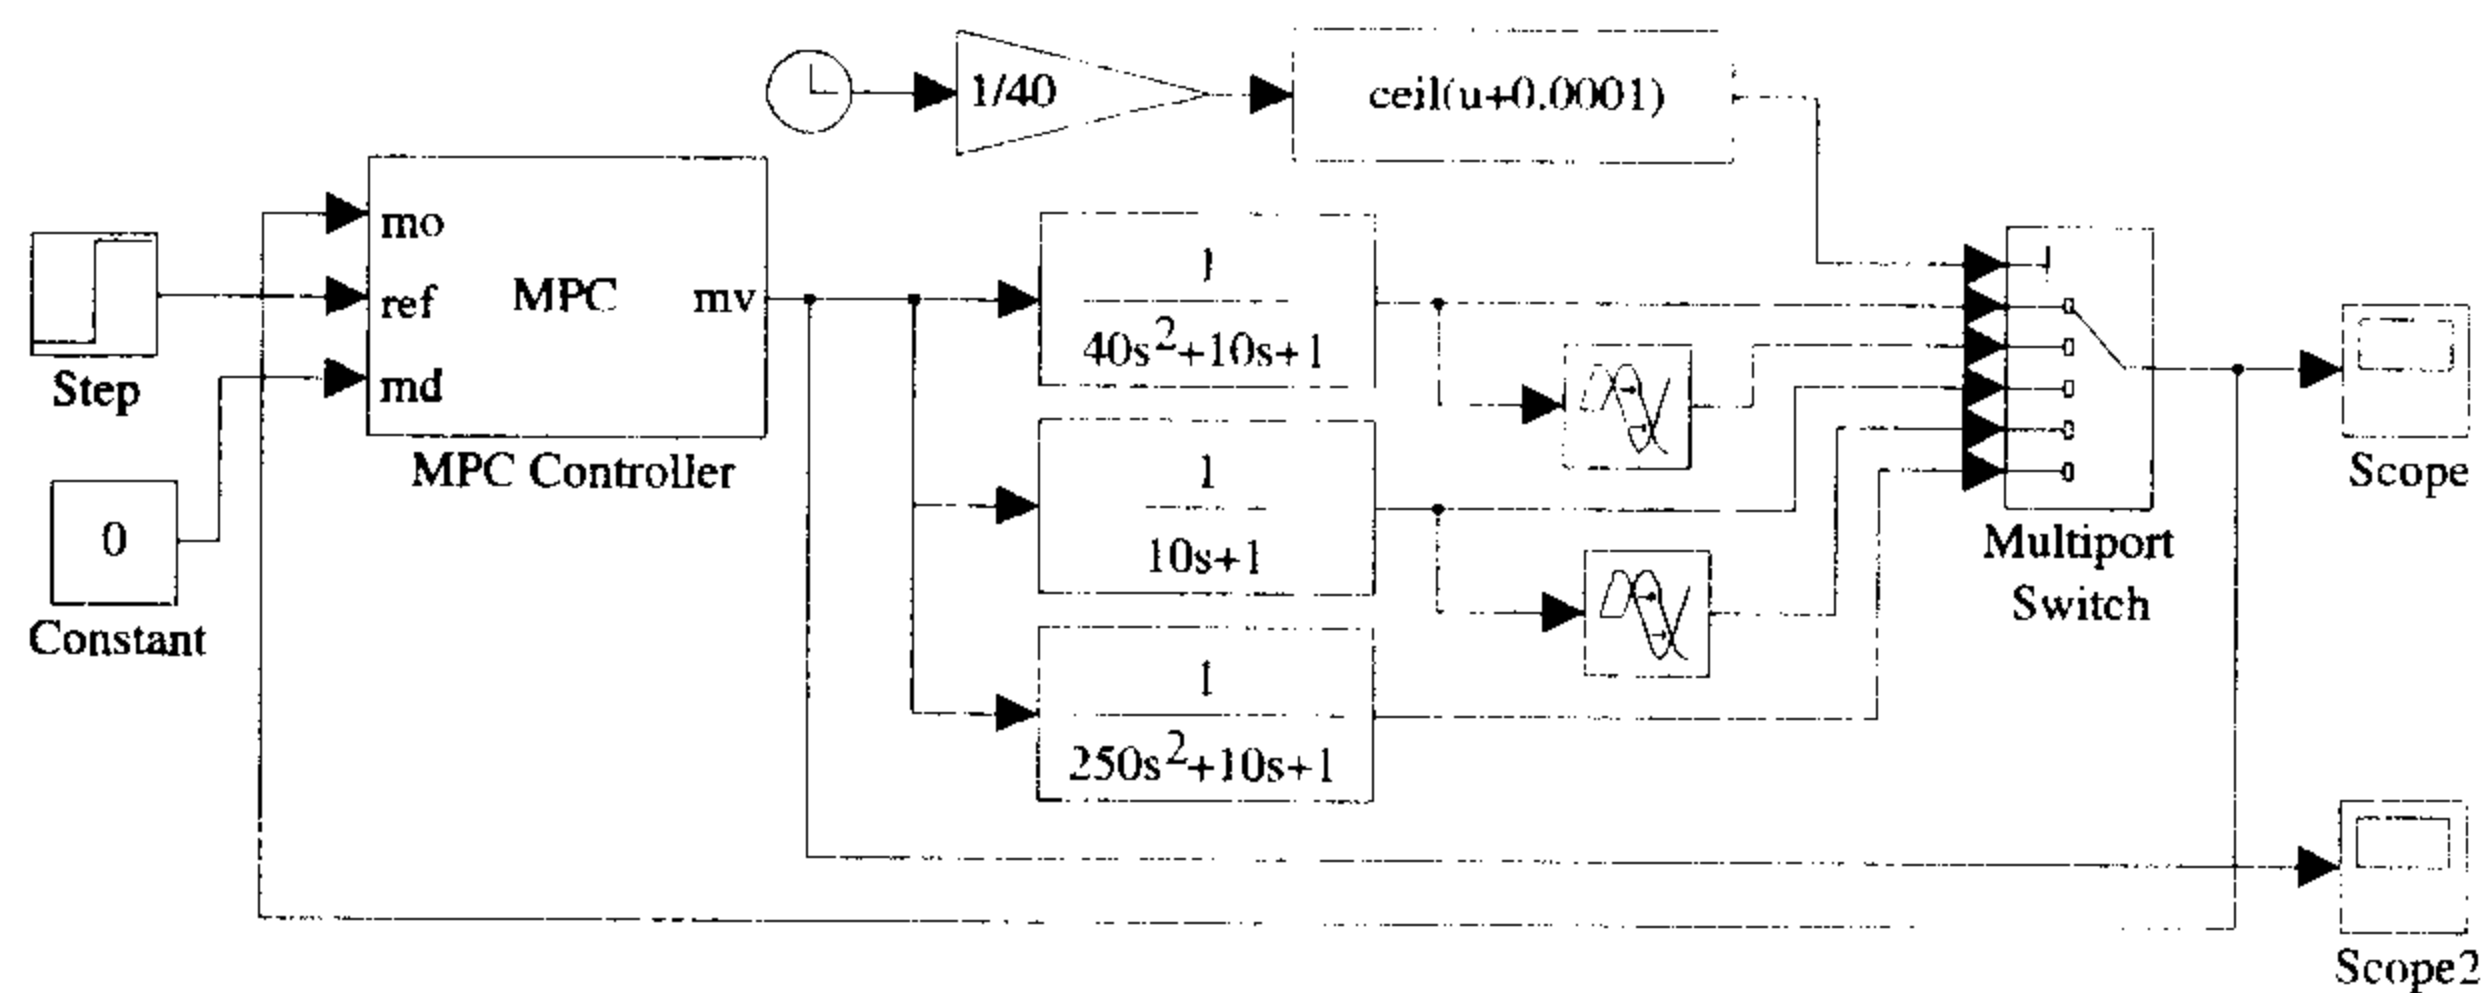 1/40
ceil(u+0.0001)
mo
ref
md
MPC
mv
MPC Controller
Step
0
Constant
1
40s²+10s+1
1
10s+1
1
250s²+10s+1
Multiport
Switch
Scope
Scope2